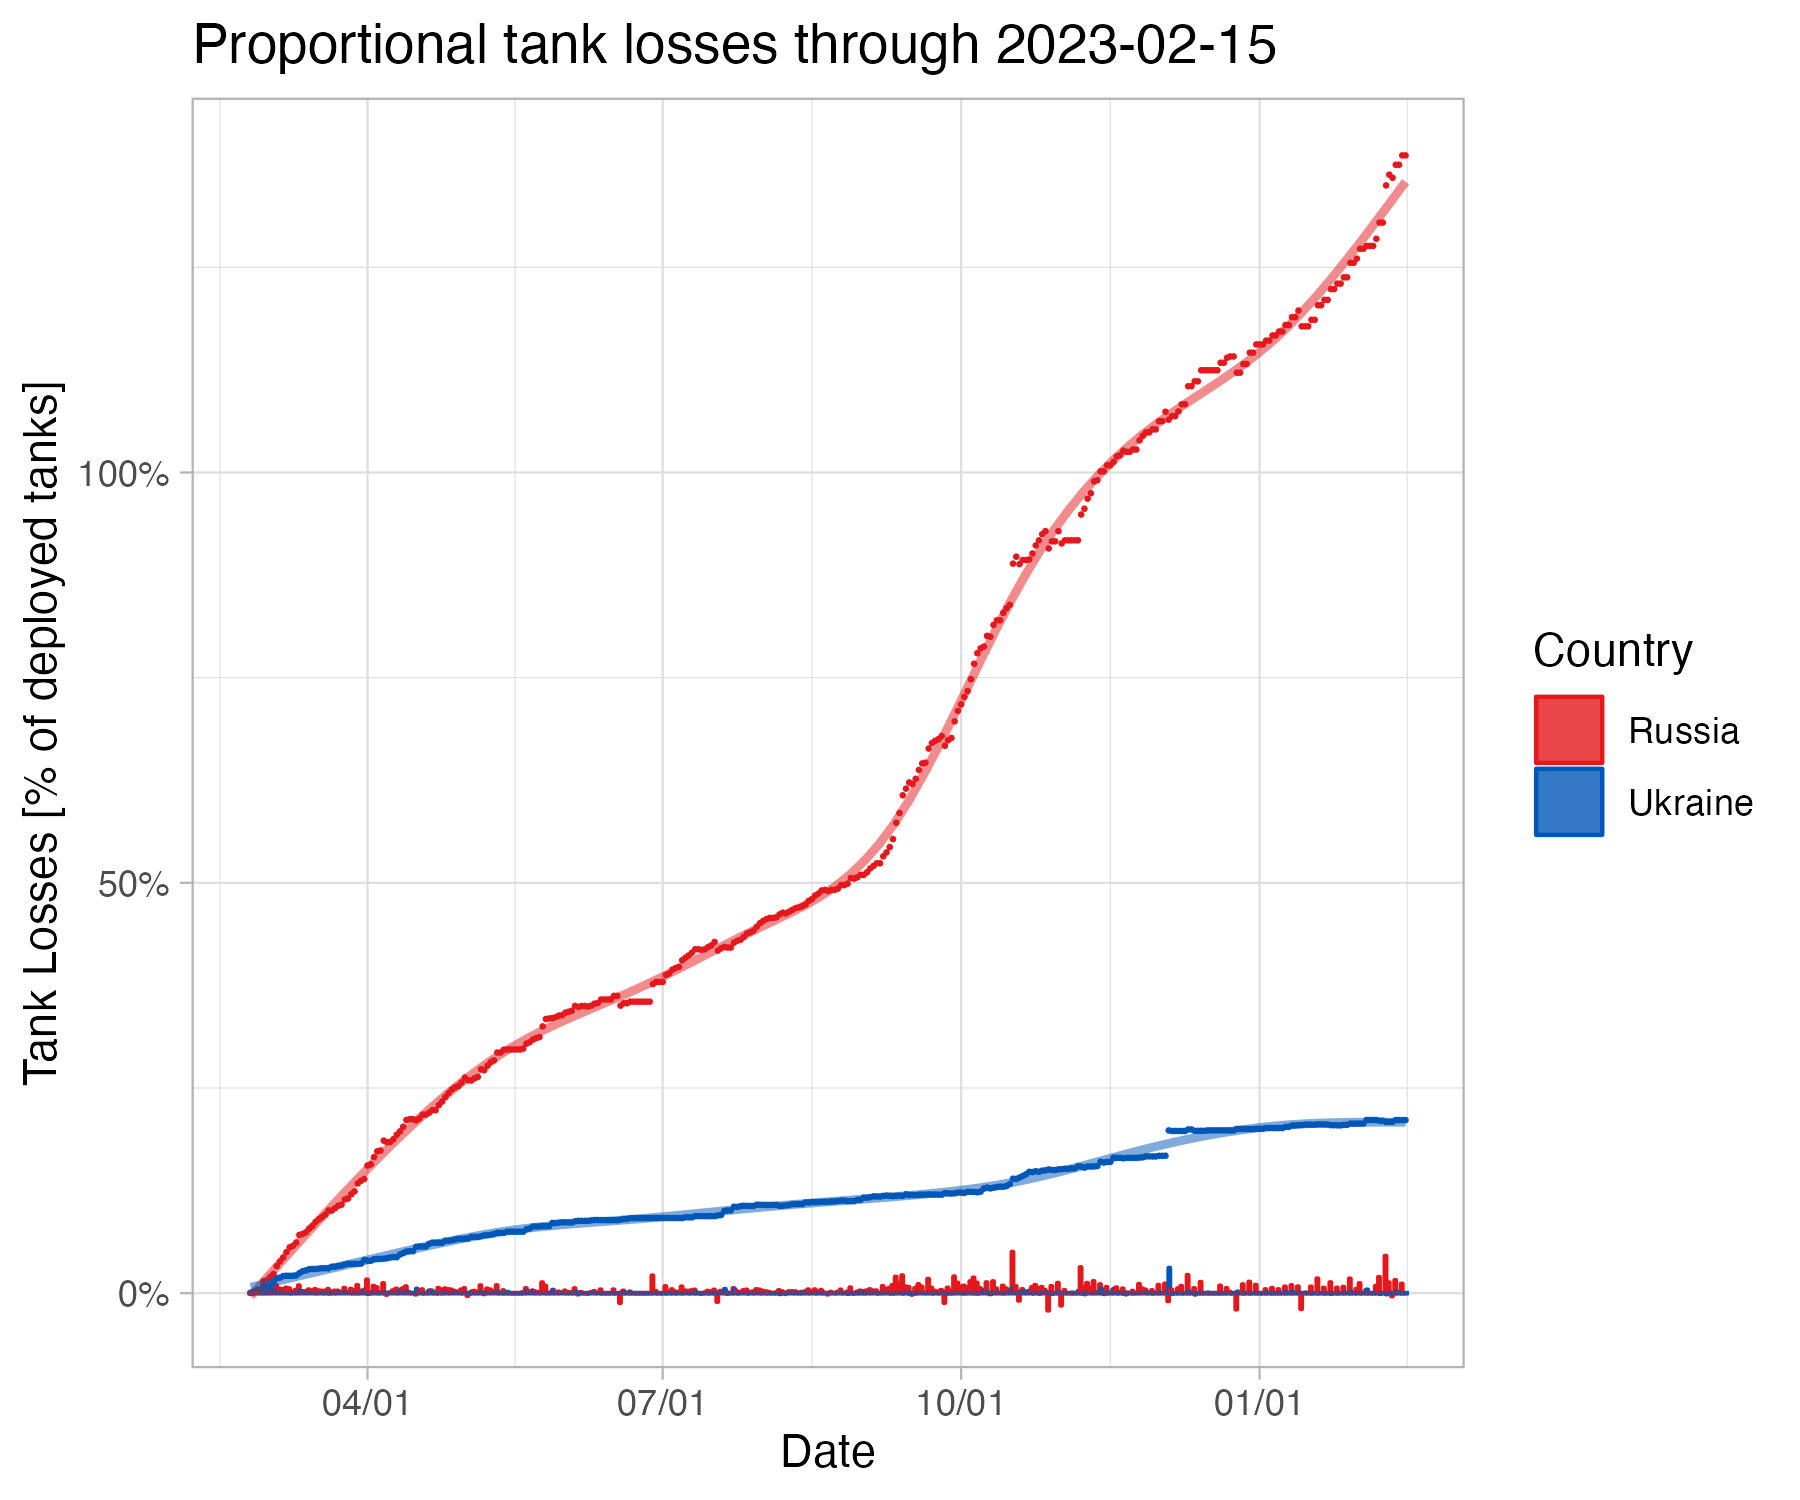 Proportional tank losses through 2023-02-15
Tank Losses [% of deployed tanks]
100%
50%
0%
04/01
07/01
10/01
01/01
Date
Country
Russia
Ukraine